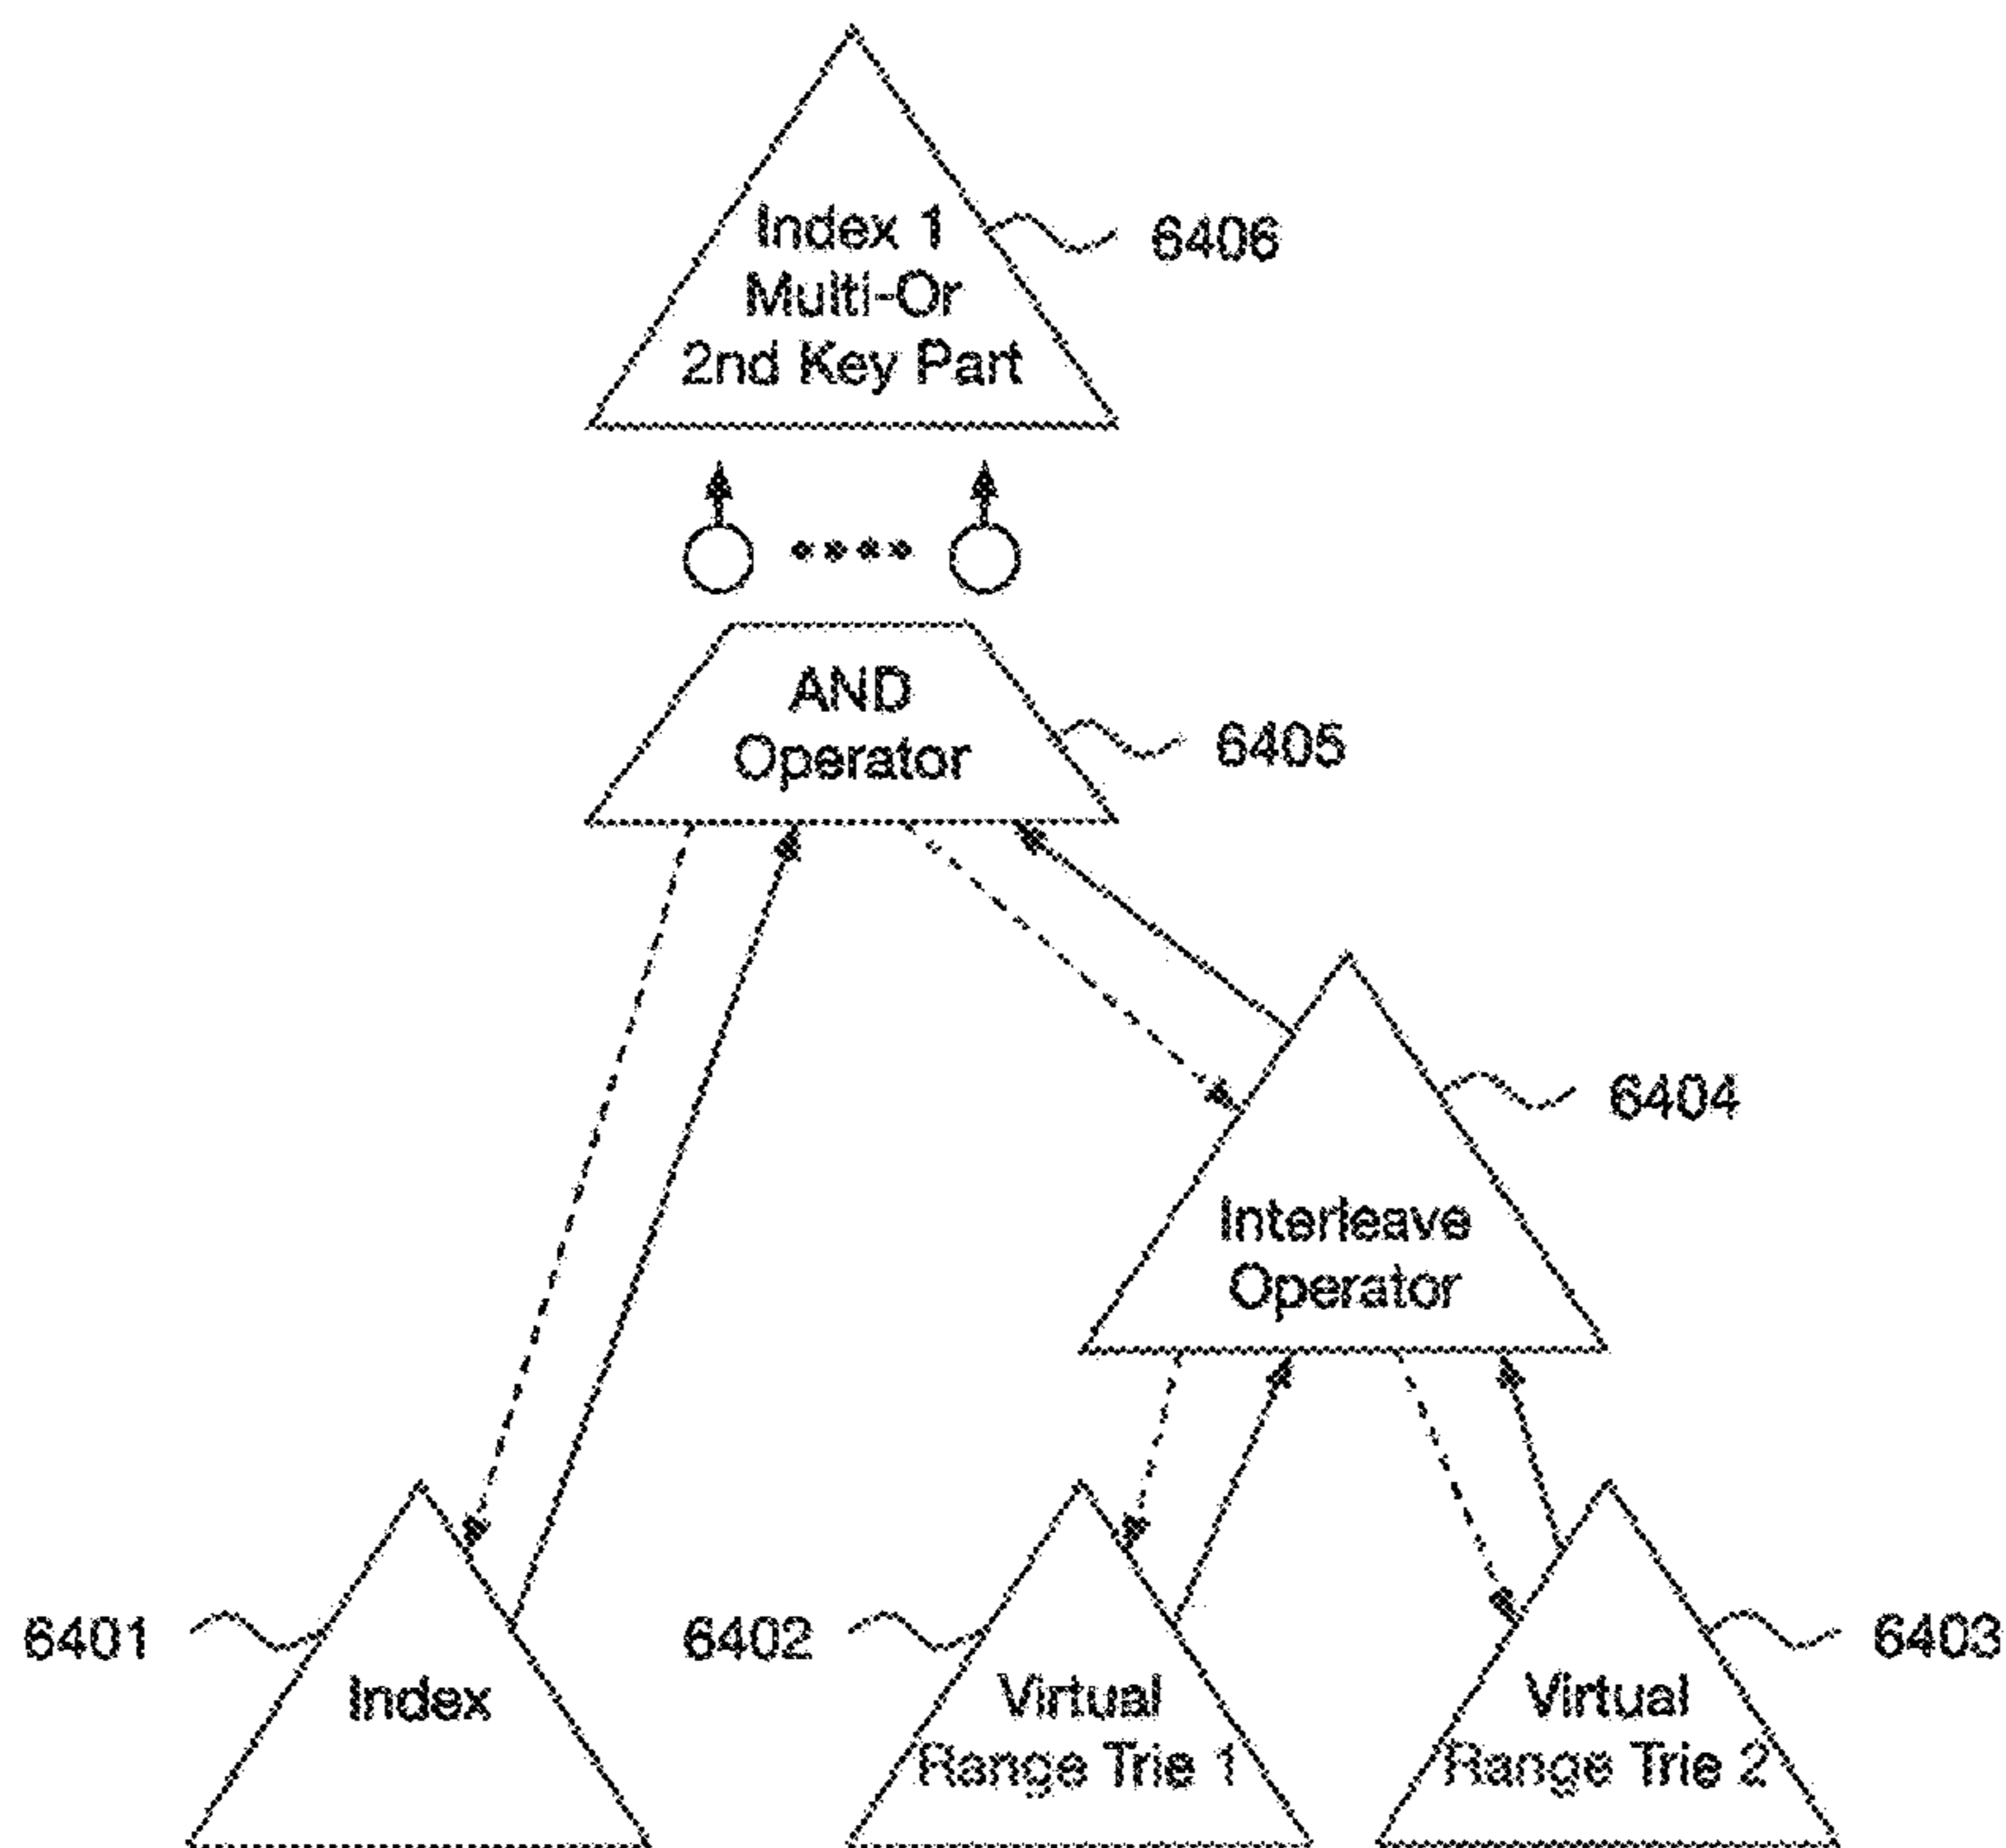 Index 1
Multi-Or
2nd Key Part
6406
AND
Operator
6405
6404
Interleave
Operator
6401
Index
6402
Virtual
Range Trie 1
6403
Virtual
Range Trie 2